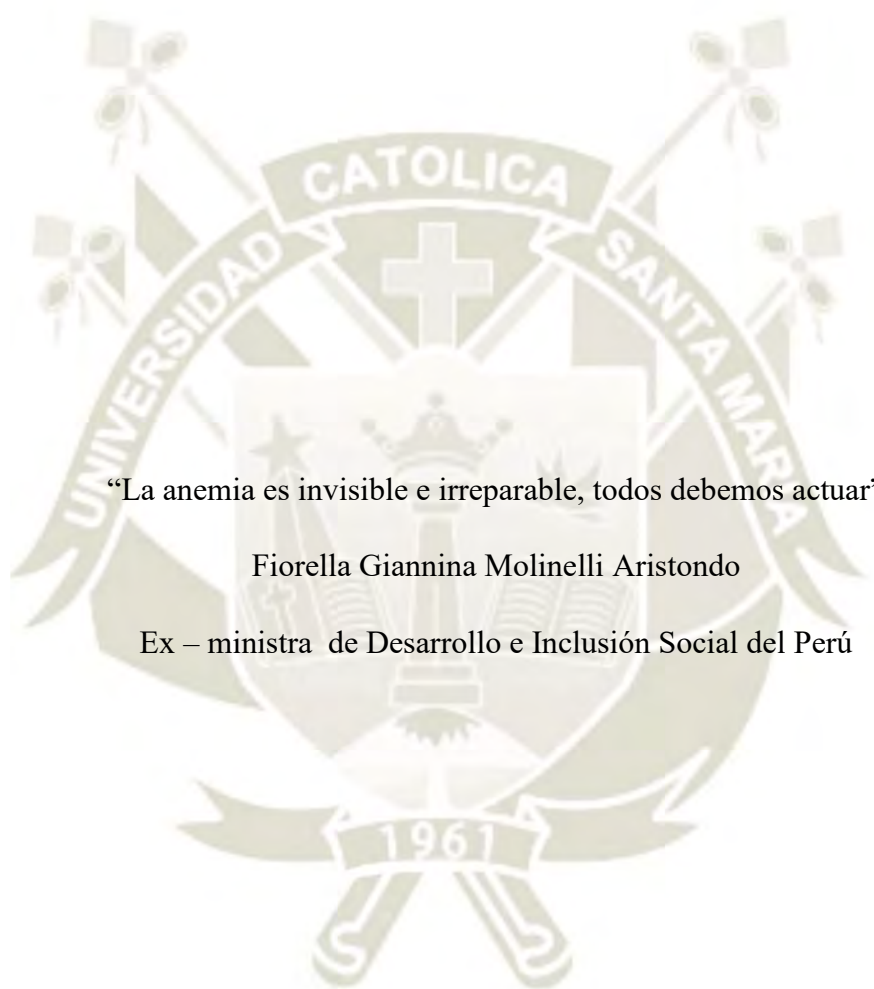 CATOLICA
UNIVERSIDAD
SANTA MARIA
“La anemia es invisible e irreparable, todos debemos actuar”
Fiorella Giannina Molinelli Aristondo
Ex – ministra de Desarrollo e Inclusión Social del Perú
1961